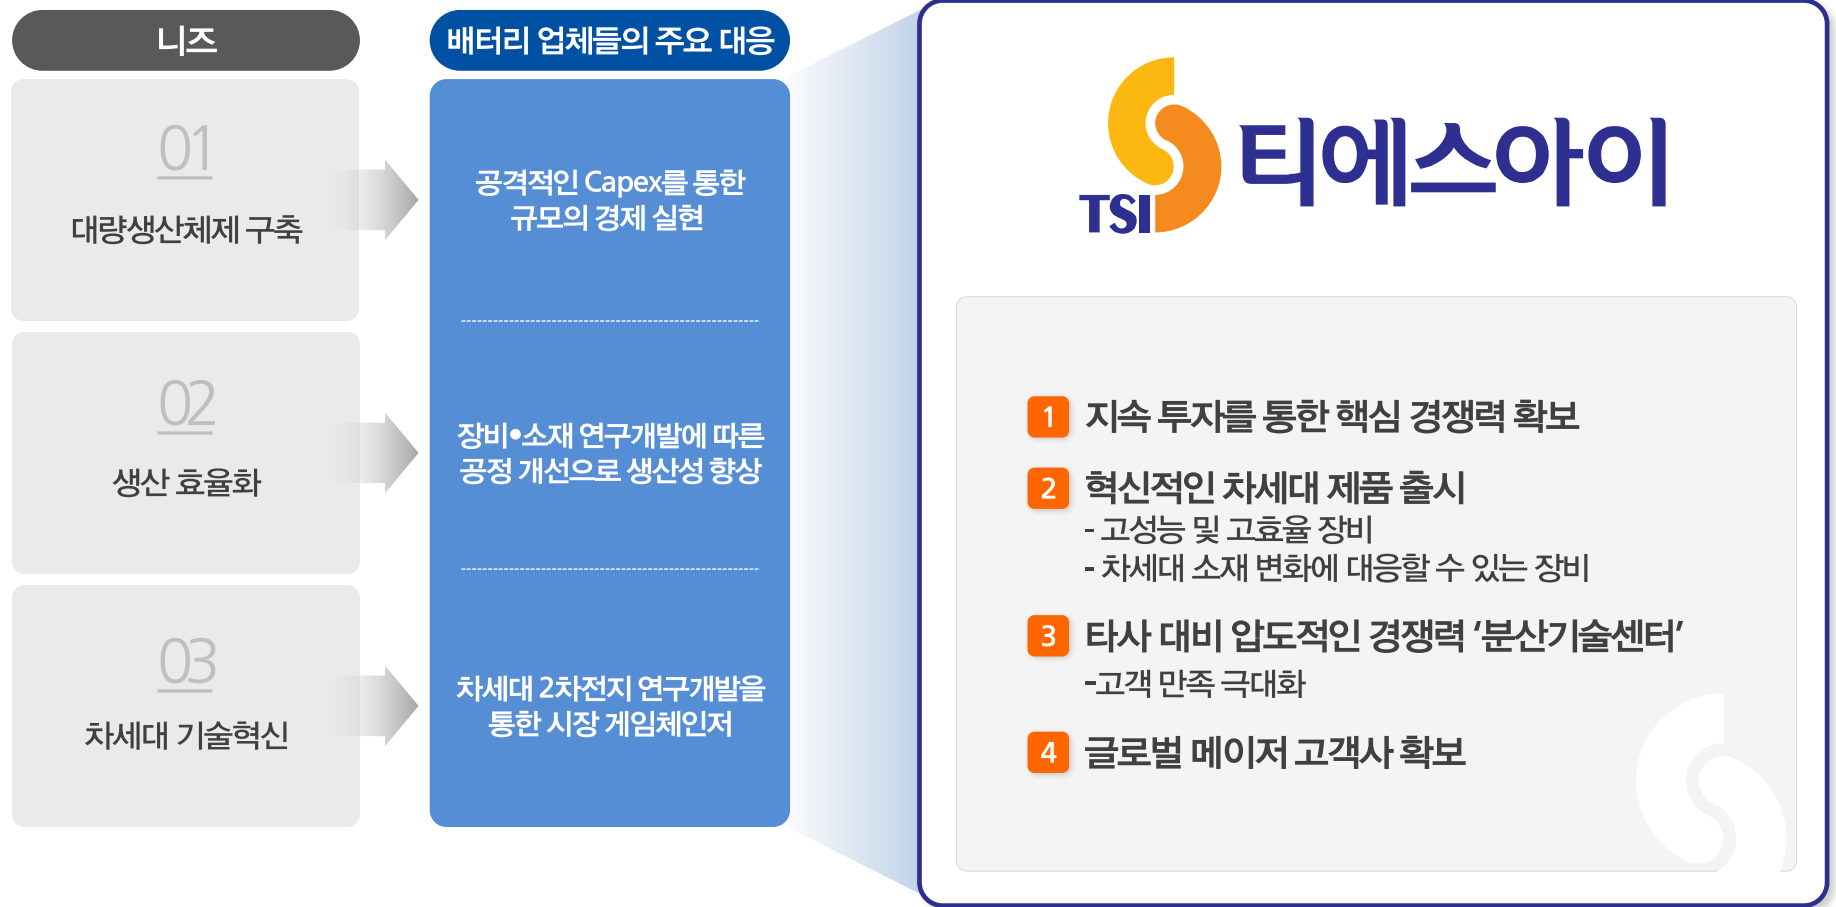 니즈
01
대량생산체제 구축
02
생산 효율화
03
차세대 기술혁신
배터리 업체들의 주요 대응
공격적인 Capex를 통한
규모의 경제 실현
장비•소재 연구개발에 따른
공정 개선으로 생산성 향상
차세대 2차전지 연구개발을
통한 시장 게임체인저
TSI
티에스아이
1 지속 투자를 통한 핵심 경쟁력 확보
2 혁신적인 차세대 제품 출시
- 고성능 및 고효율 장비
- 차세대 소재 변화에 대응할 수 있는 장비
3 타사 대비 압도적인 경쟁력 ‘분산기술센터’
-고객 만족 극대화
4 글로벌 메이저 고객사 확보